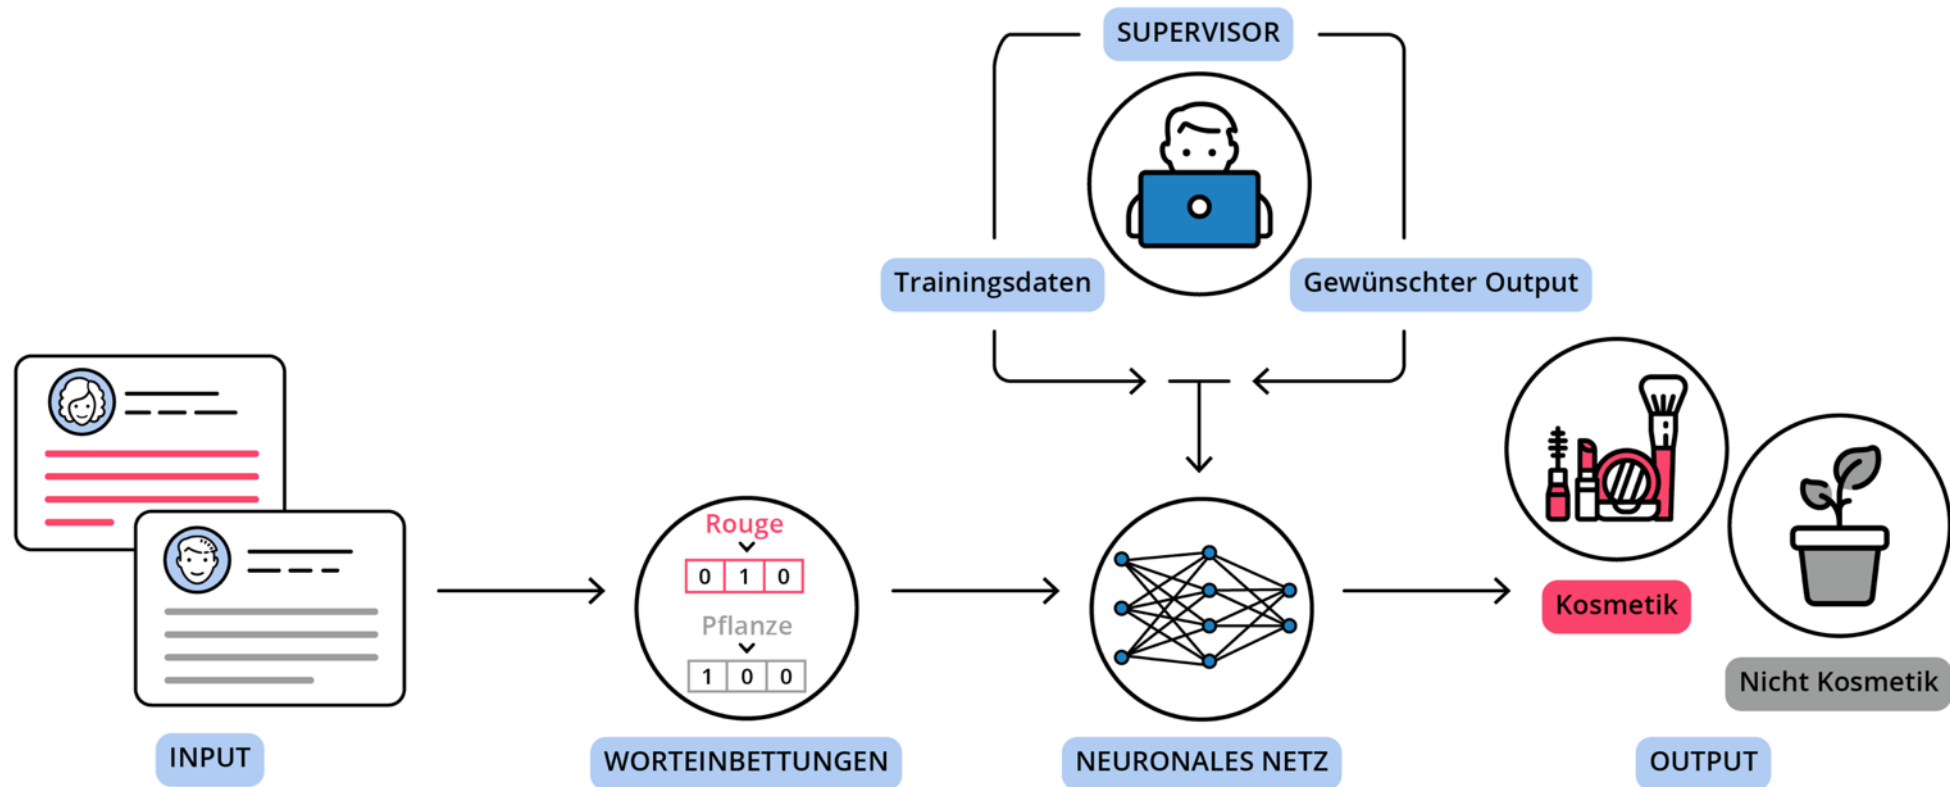 SUPERVISOR
Trainingsdaten
Gewünschter Output
Rouge
0 1 0
Pflanze
1 0 0
Kosmetik
Nicht Kosmetik
INPUT
WORTEINBETTUNGEN
NEURONALES NETZ
OUTPUT